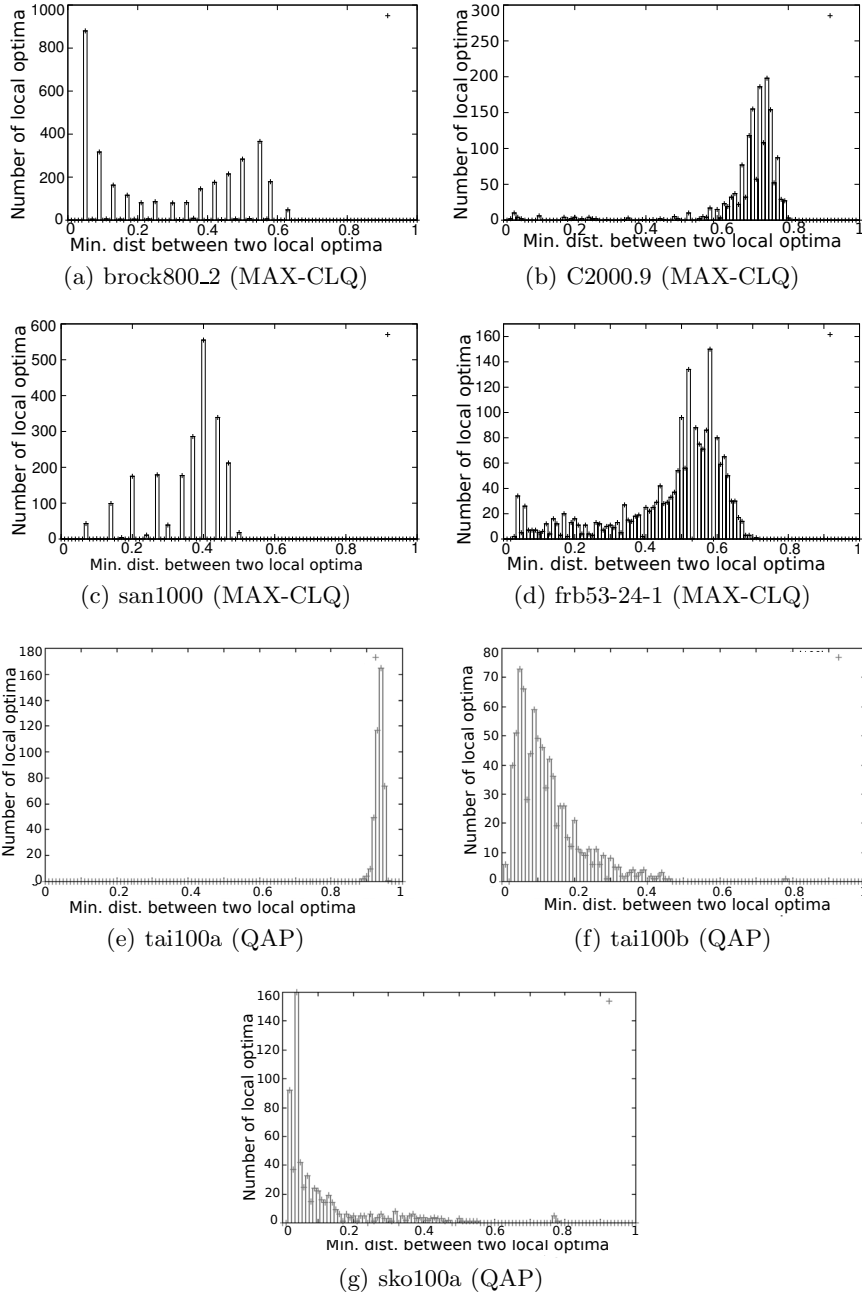 1000
800
600
400
200
0
Number of local optima
0 0.2 0.4 0.6 0.8 1
Min. dist between two local optima
(a) brock800_2 (MAX-CLQ)
300
250
200
150
100
50
0
Number of local optima
0 0.2 0.4 0.6 0.8 1
Min. dist. between two local optima
(b) C2000.9 (MAX-CLQ)
600
500
400
300
200
100
0
Number of local optima
0 0.2 0.4 0.6 0.8 1
Min. dist. between two local optima
(c) san1000 (MAX-CLQ)
160
140
120
100
80
60
40
20
0
Number of local optima
0 0.2 0.4 0.6 0.8 1
Min. dist. between two local optima
(d) frb53-24-1 (MAX-CLQ)
180
160
140
120
100
80
60
40
20
0
Number of local optima
0 0.2 0.4 0.6 0.8 1
Min. dist. between two local optima
(e) tai100a (QAP)
80
70
60
50
40
30
20
10
0
Number of local optima
0 0.2 0.4 0.6 0.8 1
Min. dist. between two local optima
(f) tai100b (QAP)
160
140
120
100
80
60
40
20
0
Number of local optima
0 0.2 0.4 0.6 0.8 1
Min. dist. between two local optima
(g) sko100a (QAP)